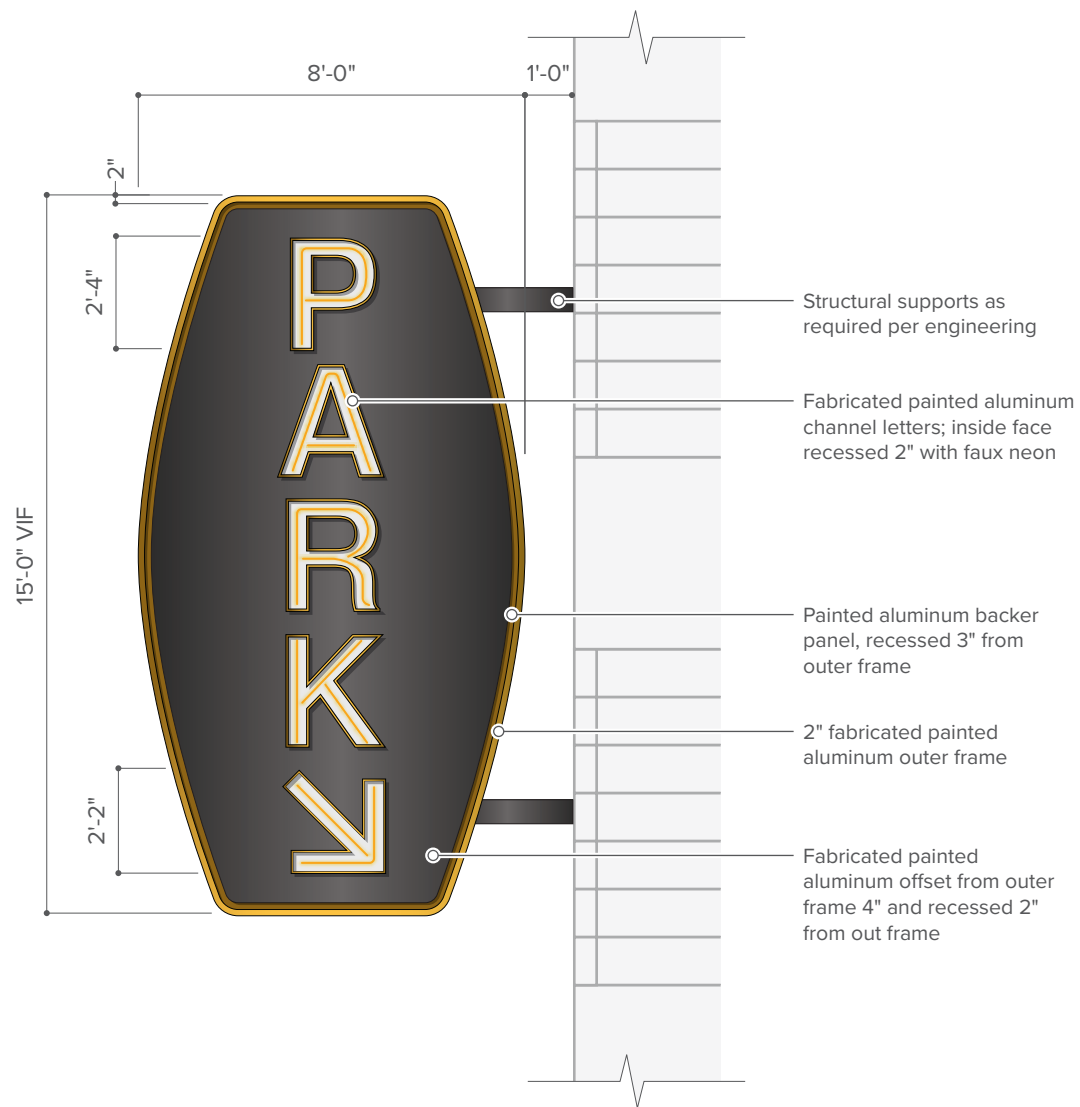 8'-0"
1'-0"
2"
2'-4"
15'-0" VIF
2'-2"
P
A
R
K
Structural supports as
required per engineering
Fabricated painted aluminum
channel letters; inside face
recessed 2" with faux neon
Painted aluminum backer
panel, recessed 3" from
outer frame
2" fabricated painted
aluminum outer frame
Fabricated painted
aluminum offset from outer
frame 4" and recessed 2"
from out frame